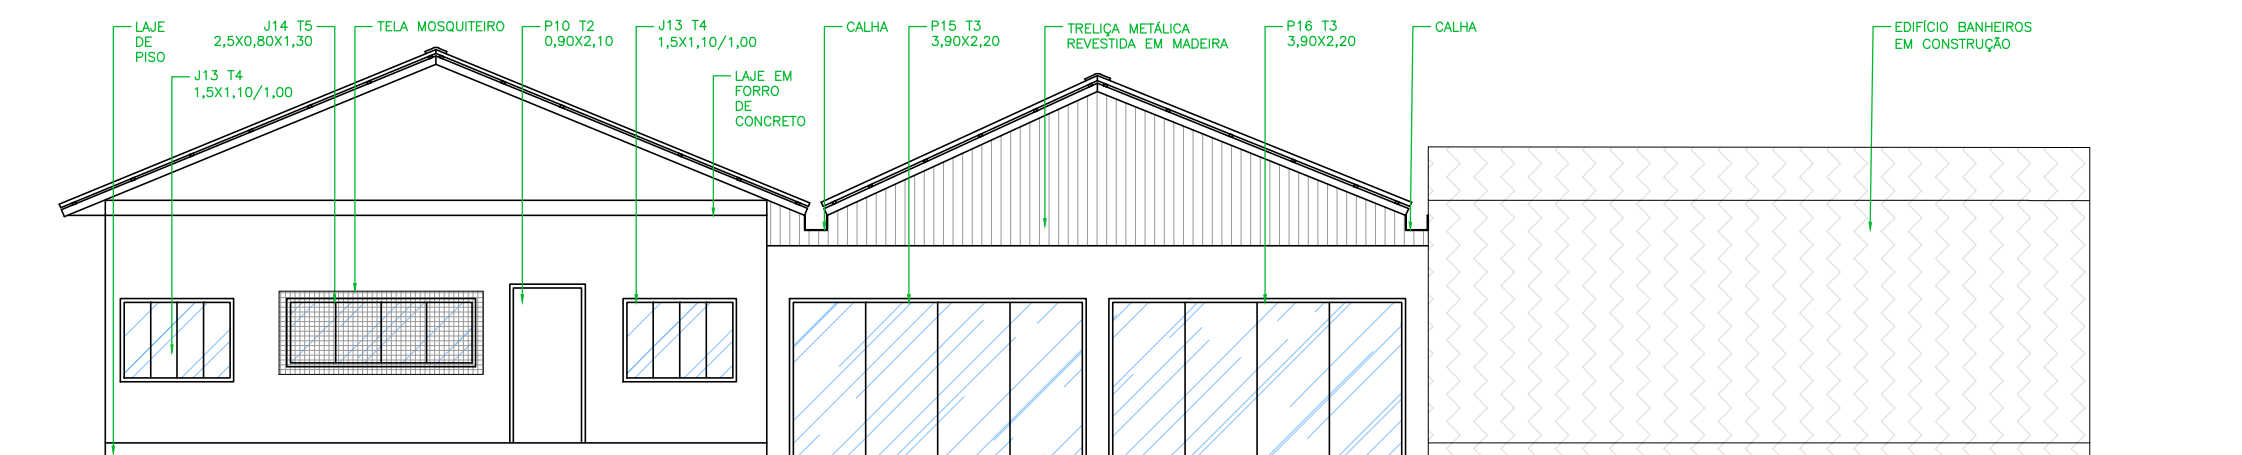 LAJE
DE
PISO
J13 T4
1,5X1,10/1,00
J14 T5
2,5X0,80X1,30
TELA MOSQUITEIRO
P10 T2
0,90X2,10
J13 T4
1,5X1,10/1,00
LAJE EM
FORRO
DE
CONCRETO
CALHA
P15 T3
3,90X2,20
TRELIÇA METÁLICA
REVESTIDA EM MADEIRA
P16 T3
3,90X2,20
CALHA
EDIFÍCIO BANHEIROS
EM CONSTRUÇÃO